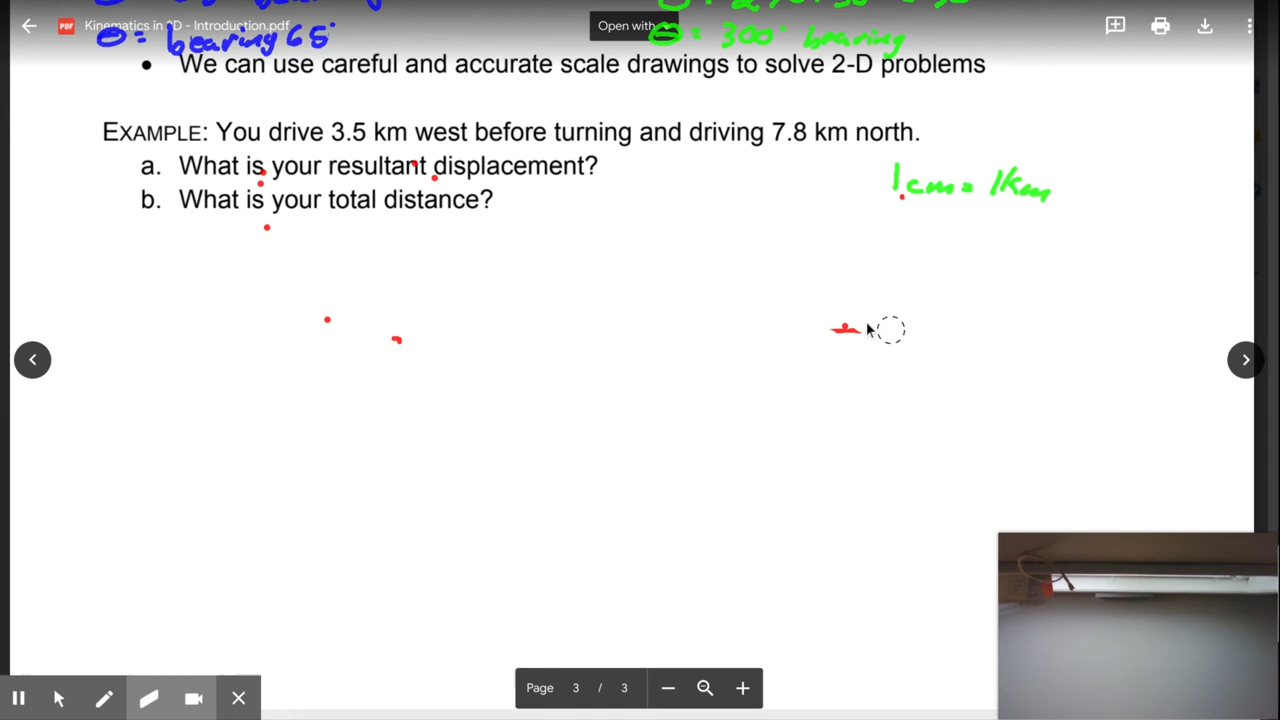 Kinematics in 2D - Introduction.pdf
Open with
θ = bearing 65°
θ = 300° bearing
• We can use careful and accurate scale drawings to solve 2-D problems
EXAMPLE: You drive 3.5 km west before turning and driving 7.8 km north.
a. What is your resultant displacement?
1cm = 1km
b. What is your total distance?
Page 3 / 3